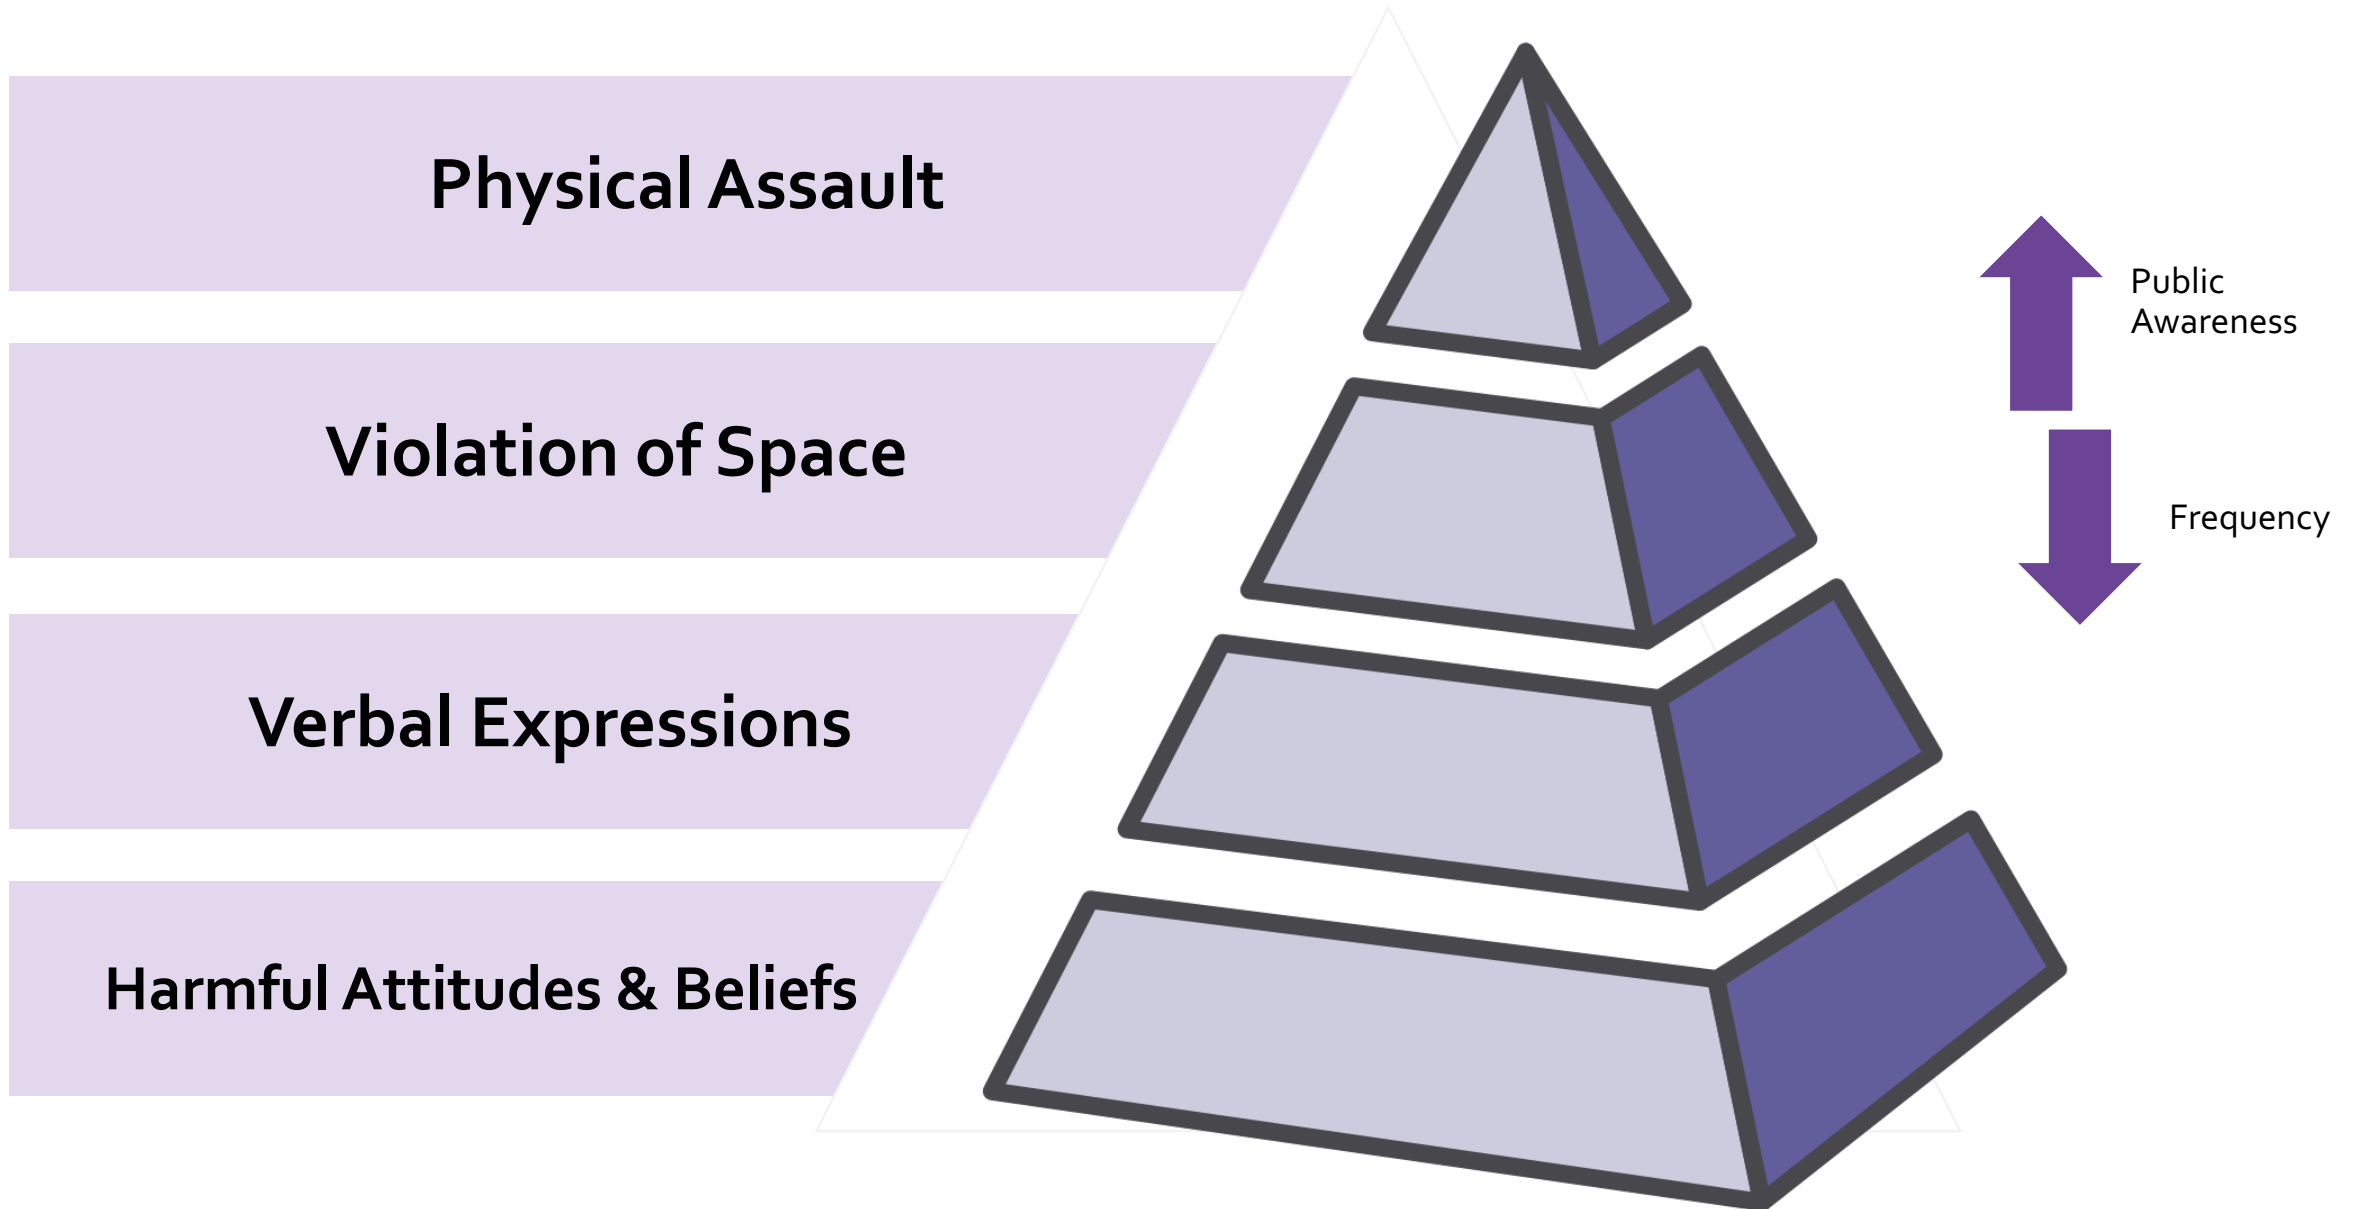 Physical Assault
Violation of Space
Verbal Expressions
Harmful Attitudes & Beliefs
Public
Awareness
Frequency